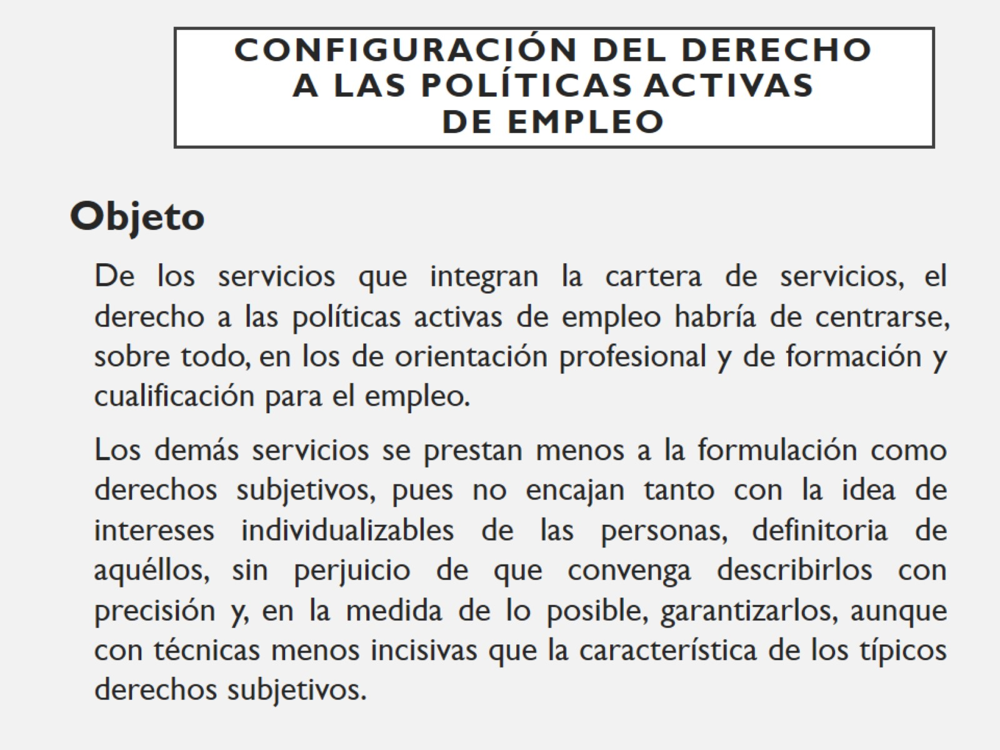 CONFIGURACIÓN DEL DERECHO
A LAS POLÍTICAS ACTIVAS
DE EMPLEO
Objeto
De los servicios que integran la cartera de servicios, el
derecho a las políticas activas de empleo habría de centrarse,
sobre todo, en los de orientación profesional y de formación y
cualificación para el empleo.
Los demás servicios se prestan menos a la formulación como
derechos subjetivos, pues no encajan tanto con la idea de
intereses individualizables de las personas, definitoria de
aquéllos, sin perjuicio de que convenga describirlos con
precisión y, en la medida de lo posible, garantizarlos, aunque
con técnicas menos incisivas que la característica de los típicos
derechos subjetivos.